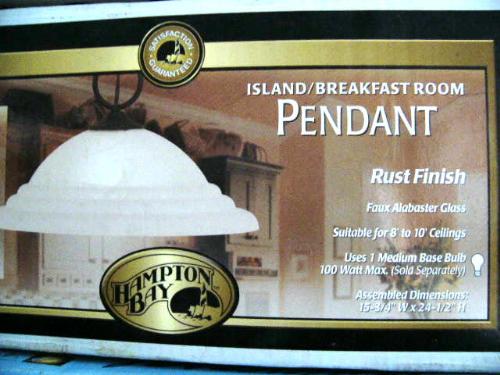 SATISFACTION
GUARANTEED
ISLAND/BREAKFAST ROOM
PENDANT
Rust Finish
Faux Alabaster Glass
Suitable for 8' to 10' Ceilings
Uses 1 Medium Base Bulb
100 Watt Max. (Sold Separately)
Assembled Dimensions:
15-3/4" W x 24-1/2" H
HAMPTON
BAY